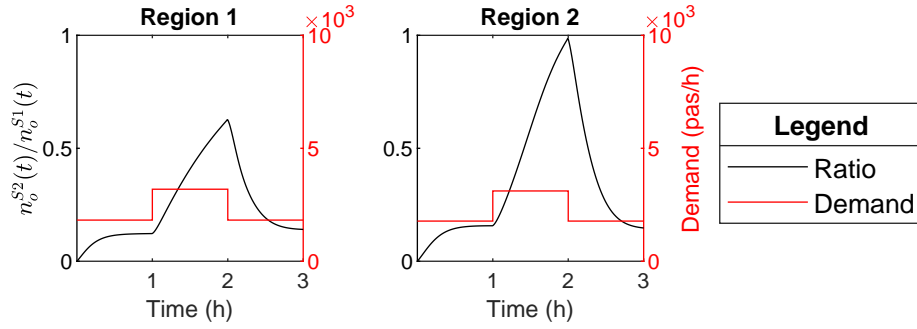 Region 1
Region 2
×10³
×10³
1
0.5
0
10
5
0
1
0.5
0
10
5
0
1
2
3
1
2
3
Time (h)
Time (h)
n_o^{S2}(t)/n_o^{S1}(t)
Demand (pas/h)
Legend
Ratio
Demand